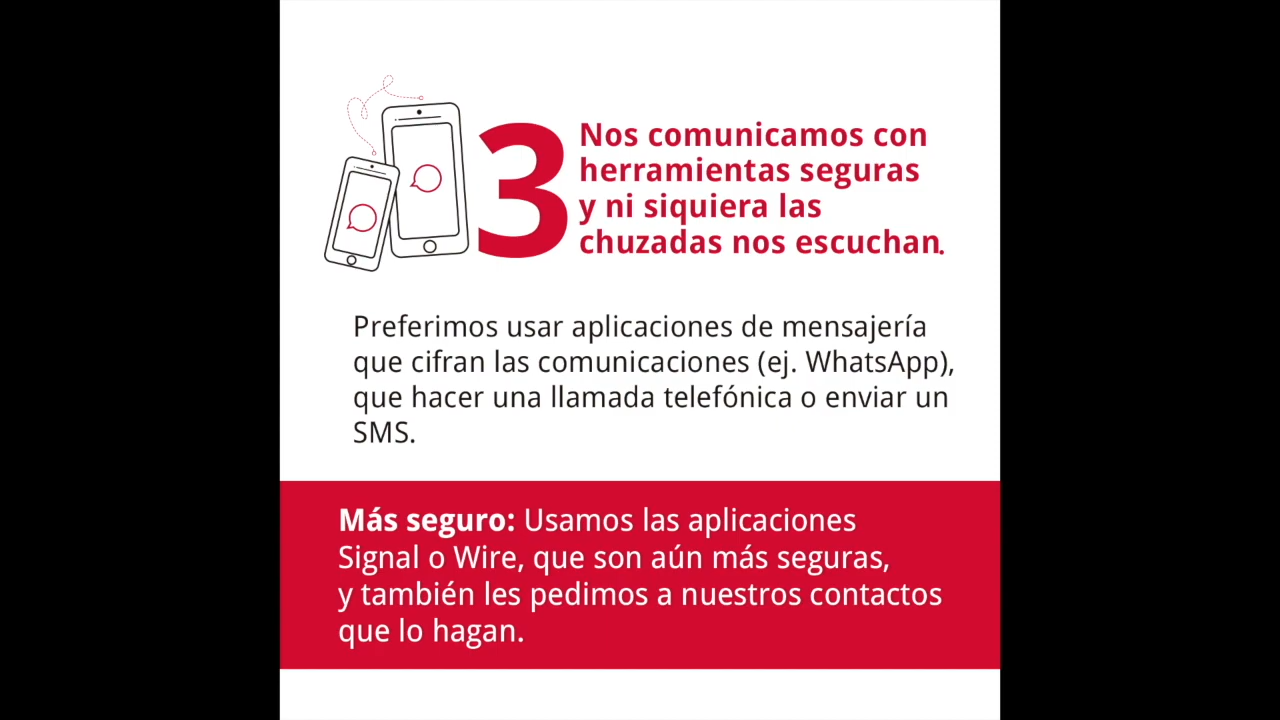 3
Nos comunicamos con
herramientas seguras
y ni siquiera las
chuzadas nos escuchan.
Preferimos usar aplicaciones de mensajería
que cifran las comunicaciones (ej. WhatsApp),
que hacer una llamada telefónica o enviar un
SMS.
Más seguro: Usamos las aplicaciones
Signal o Wire, que son aún más seguras,
y también les pedimos a nuestros contactos
que lo hagan.